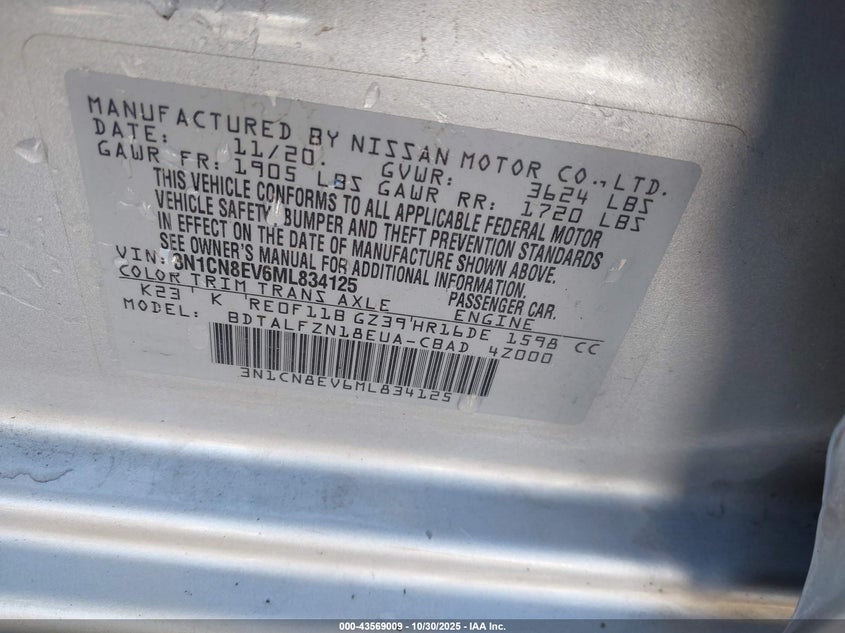 MANUFACTURED BY NISSAN MOTOR CO.,LTD.
DATE: 11/20. GVWR: 3624 LBS
GAWR FR: 1905 LBS GAWR RR: 1720 LBS
THIS VEHICLE CONFORMS TO ALL APPLICABLE FEDERAL MOTOR
VEHICLE SAFETY, BUMPER AND THEFT PREVENTION STANDARDS
IN EFFECT ON THE DATE OF MANUFACTURE SHOWN ABOVE.
SEE OWNER'S MANUAL FOR ADDITIONAL INFORMATION.
VIN: 3N1CN8EV6ML834125 PASSENGER CAR.
COLOR TRIM TRANS AXLE ENGINE
K23 K RE0F11B GZ39 HR16DE 1598 CC
MODEL: BDTALFZN18EUA-CBAD 4Z000
3N1CN8EV6ML834125
000-43569009 - 10/30/2025 - IAA Inc.